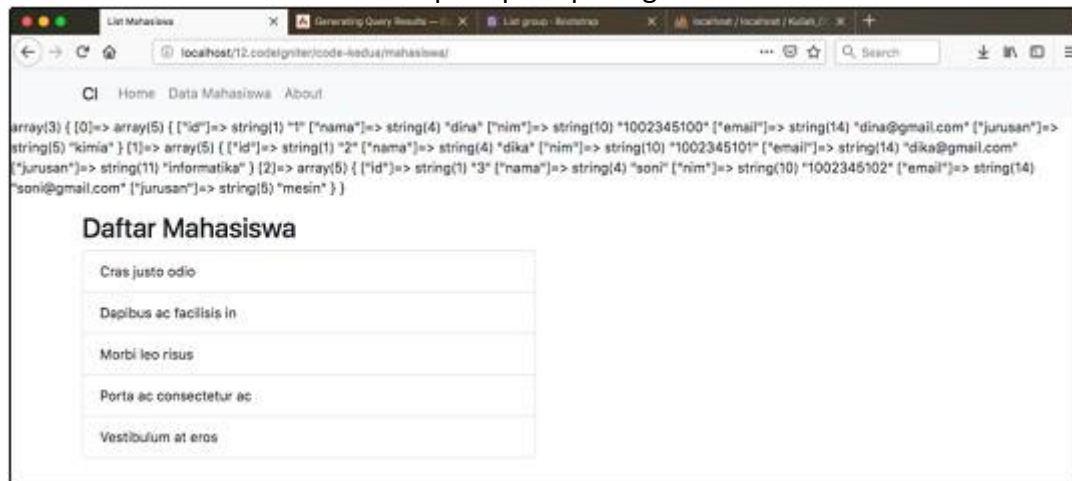 List Mahasiswa
Generating Query Results —
List group · Bootstrap
localhost / localhost / Kuliah_
localhost/12.codeigniter/code-kedua/mahasiswa/
Search
CI Home Data Mahasiswa About
array(3) { [0]=> array(5) { ["id"]=> string(1) "1" ["nama"]=> string(4) "dina" ["nim"]=> string(10) "1002345100" ["email"]=> string(14) "dina@gmail.com" ["jurusan"]=>
string(5) "kimia" } [1]=> array(5) { ["id"]=> string(1) "2" ["nama"]=> string(4) "dika" ["nim"]=> string(10) "1002345101" ["email"]=> string(14) "dika@gmail.com"
["jurusan"]=> string(11) "informatika" } [2]=> array(5) { ["id"]=> string(1) "3" ["nama"]=> string(4) "soni" ["nim"]=> string(10) "1002345102" ["email"]=> string(14)
"soni@gmail.com" ["jurusan"]=> string(5) "mesin" } }
Daftar Mahasiswa
Cras justo odio
Dapibus ac facilisis in
Morbi leo risus
Porta ac consectetur ac
Vestibulum at eros